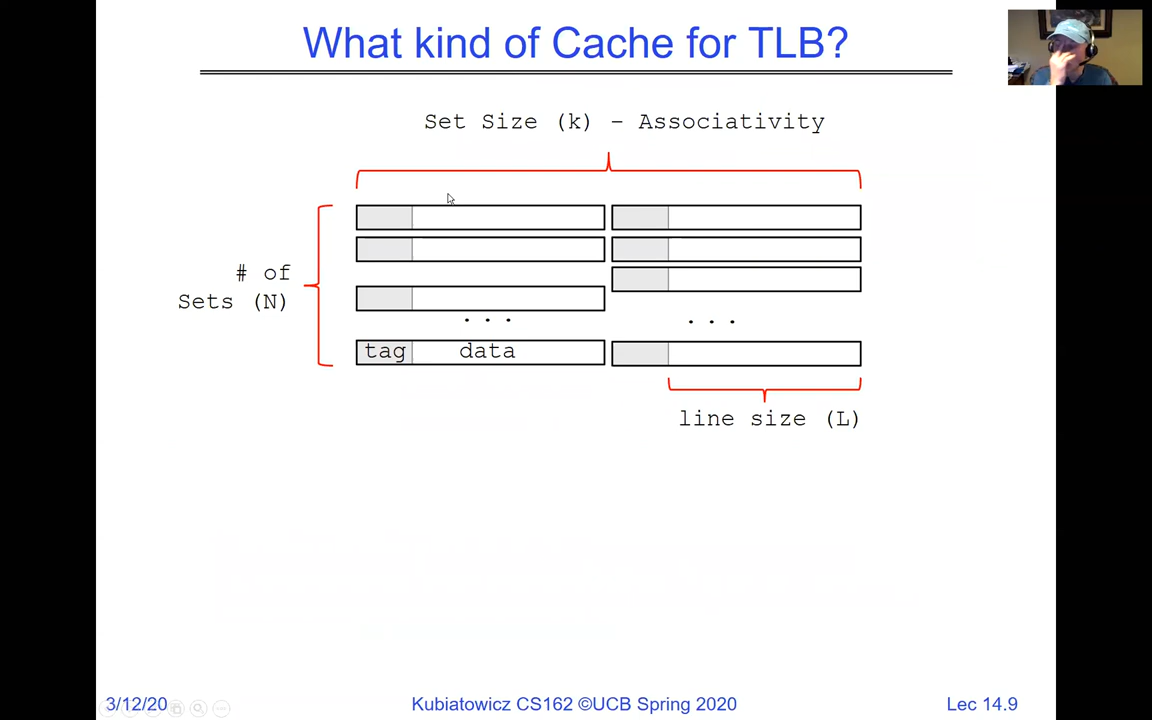 What kind of Cache for TLB?
Set Size (k) – Associativity
# of
Sets (N)
... ...
tag data
line size (L)
3/12/20 Kubiatowicz CS162 ©UCB Spring 2020 Lec 14.9